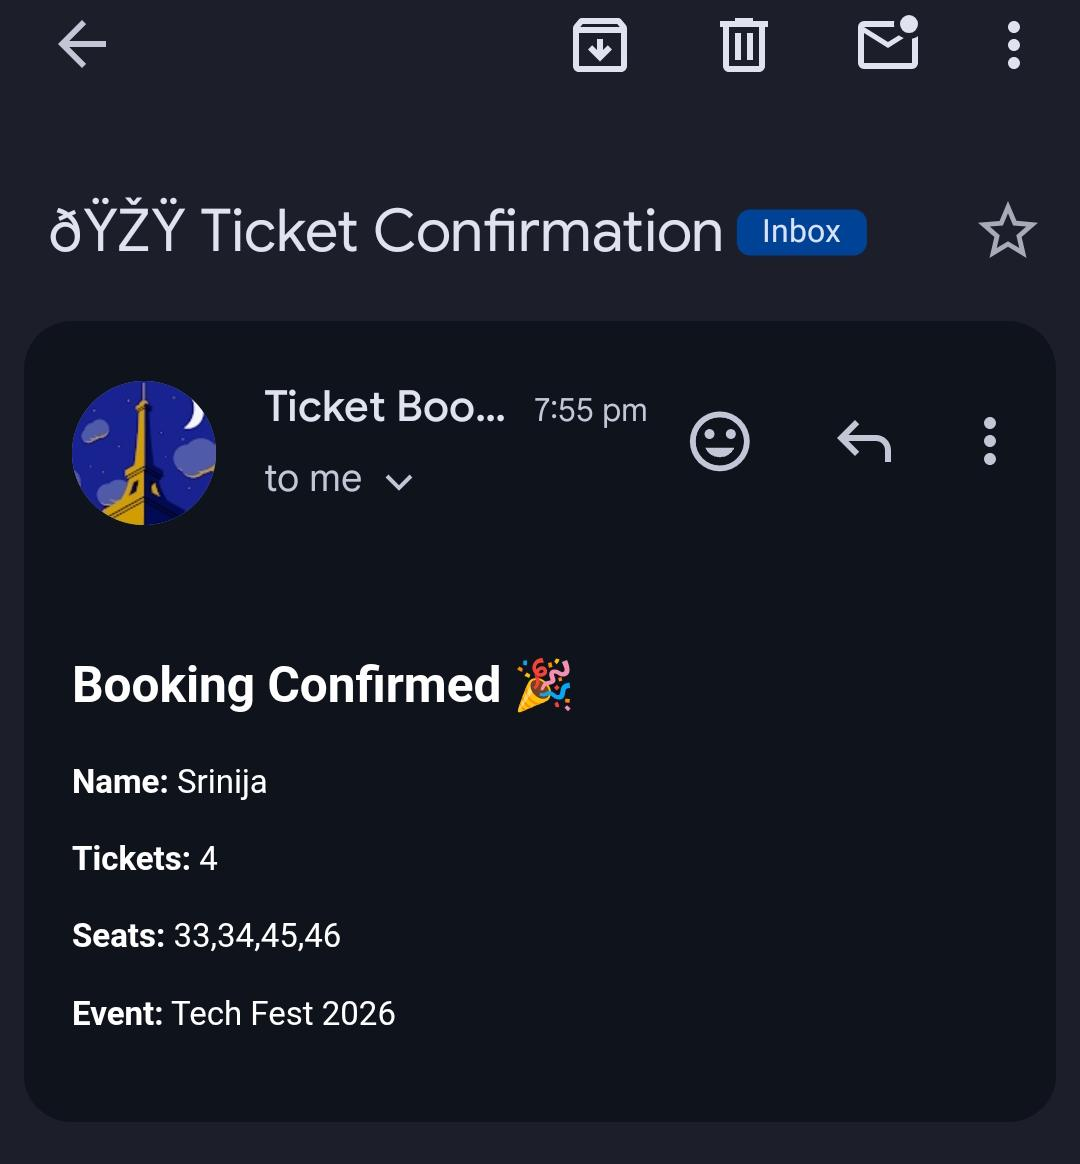 ðŸŽŸ Ticket Confirmation Inbox
Ticket Boo... 7:55 pm
to me
Booking Confirmed 🎉
Name: Srinija
Tickets: 4
Seats: 33,34,45,46
Event: Tech Fest 2026